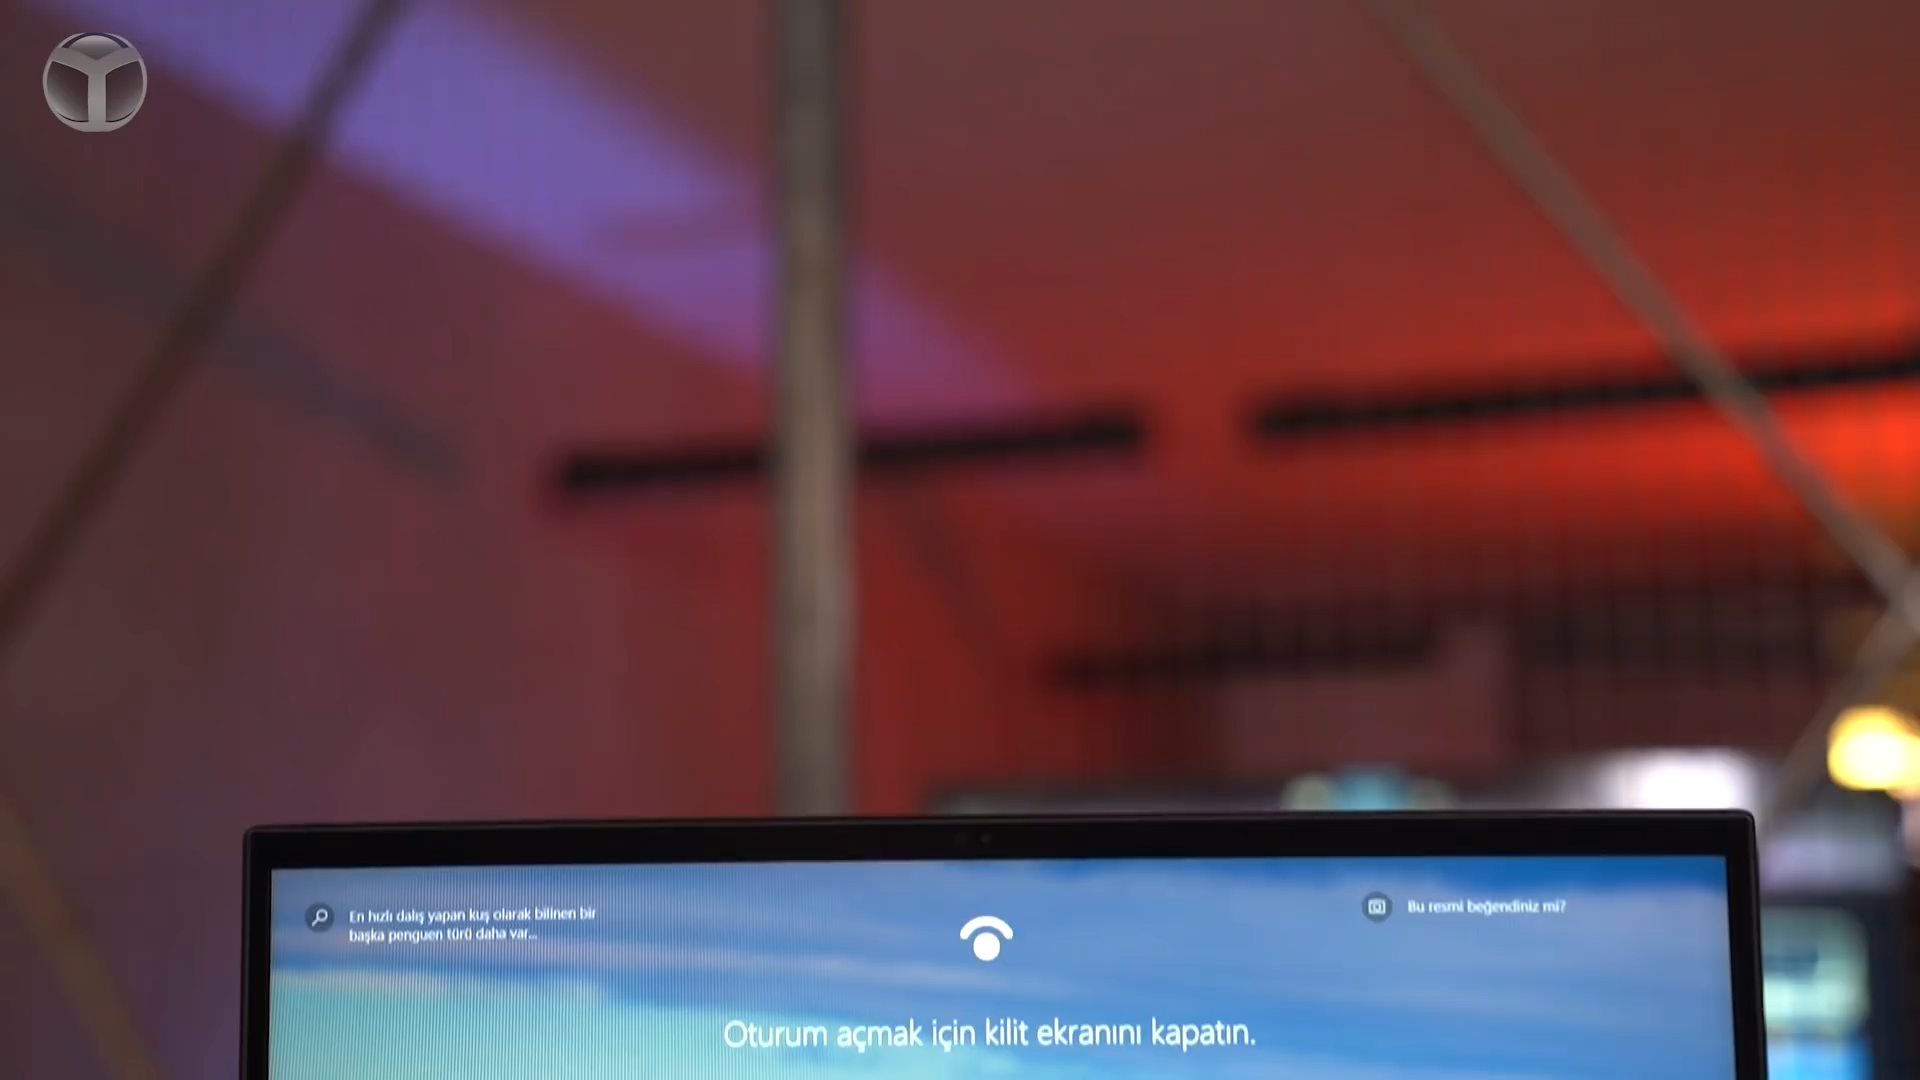 En hızlı dalış yapan kuş olarak bilinen bir
başka penguen türü daha var...
Bu resmi beğendiniz mi?
Oturum açmak için kilit ekranını kapatın.